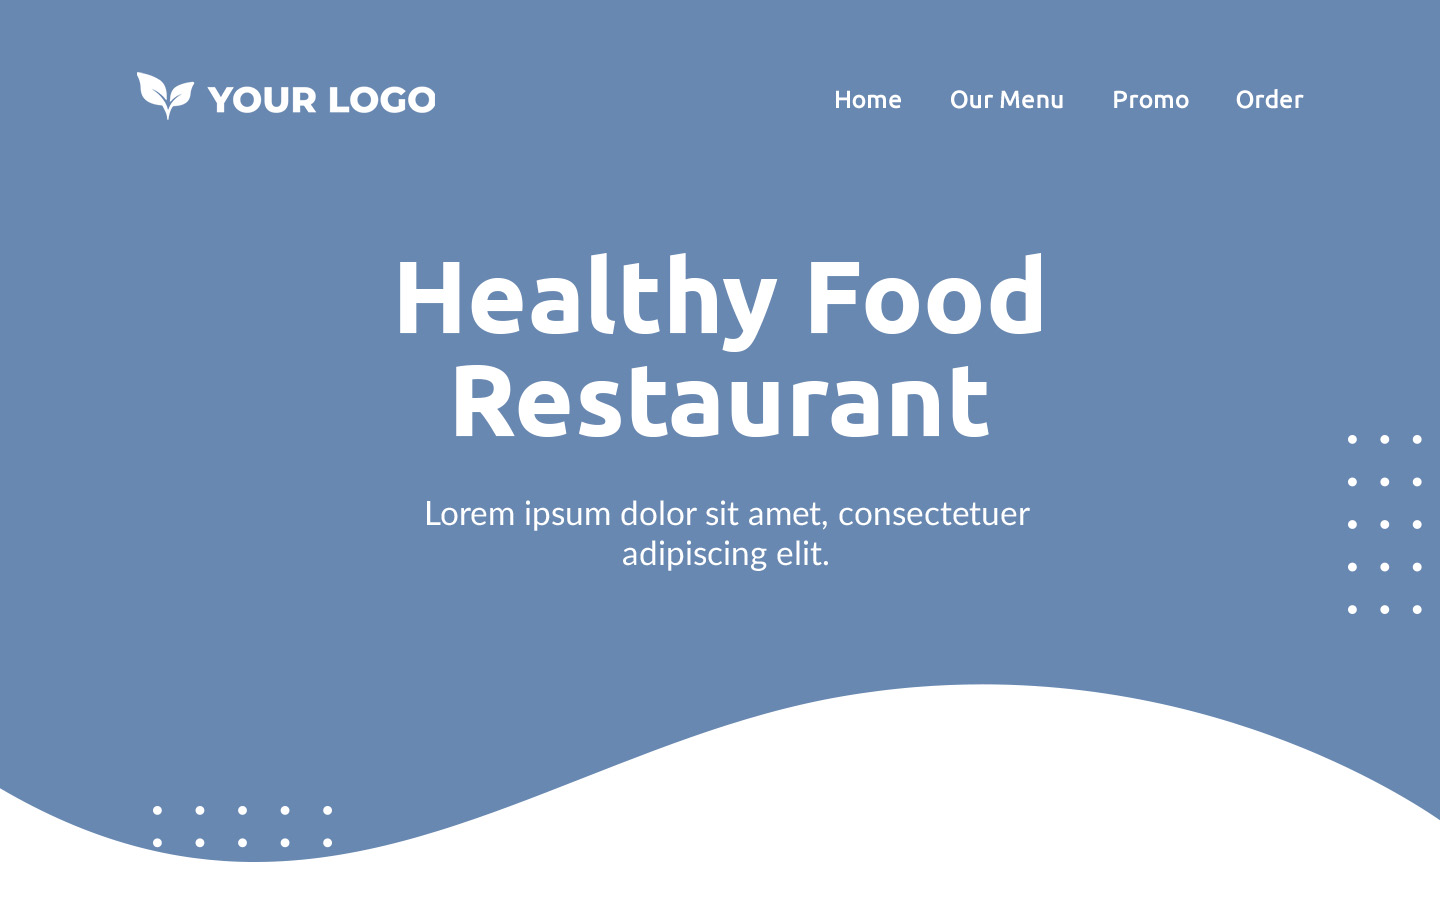 YOUR LOGO
Home Our Menu Promo Order
Healthy Food
Restaurant
Lorem ipsum dolor sit amet, consectetuer
adipiscing elit.